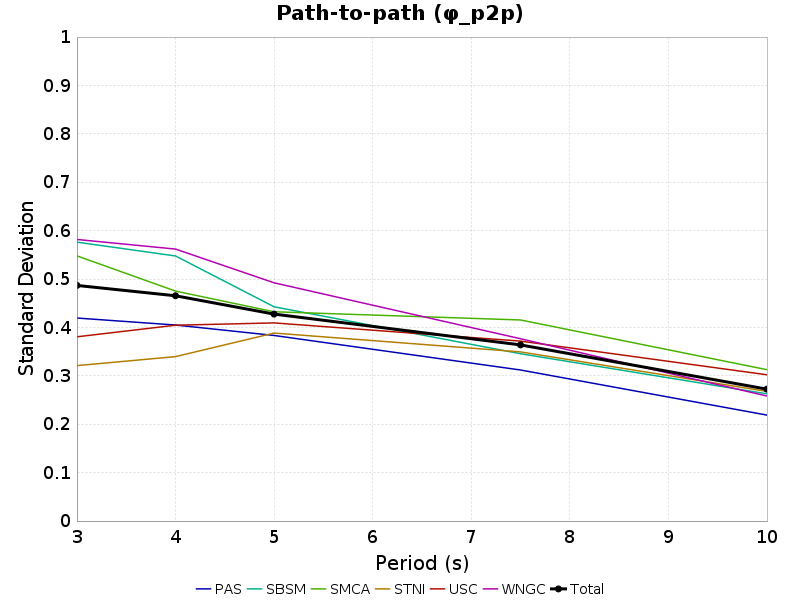 Path-to-path (φ_p2p)
1
0.9
0.8
0.7
0.6
0.5
0.4
0.3
0.2
0.1
0
Standard Deviation
3 4 5 6 7 8 9 10
Period (s)
PAS SBSM SMCA STNI USC WNGC Total